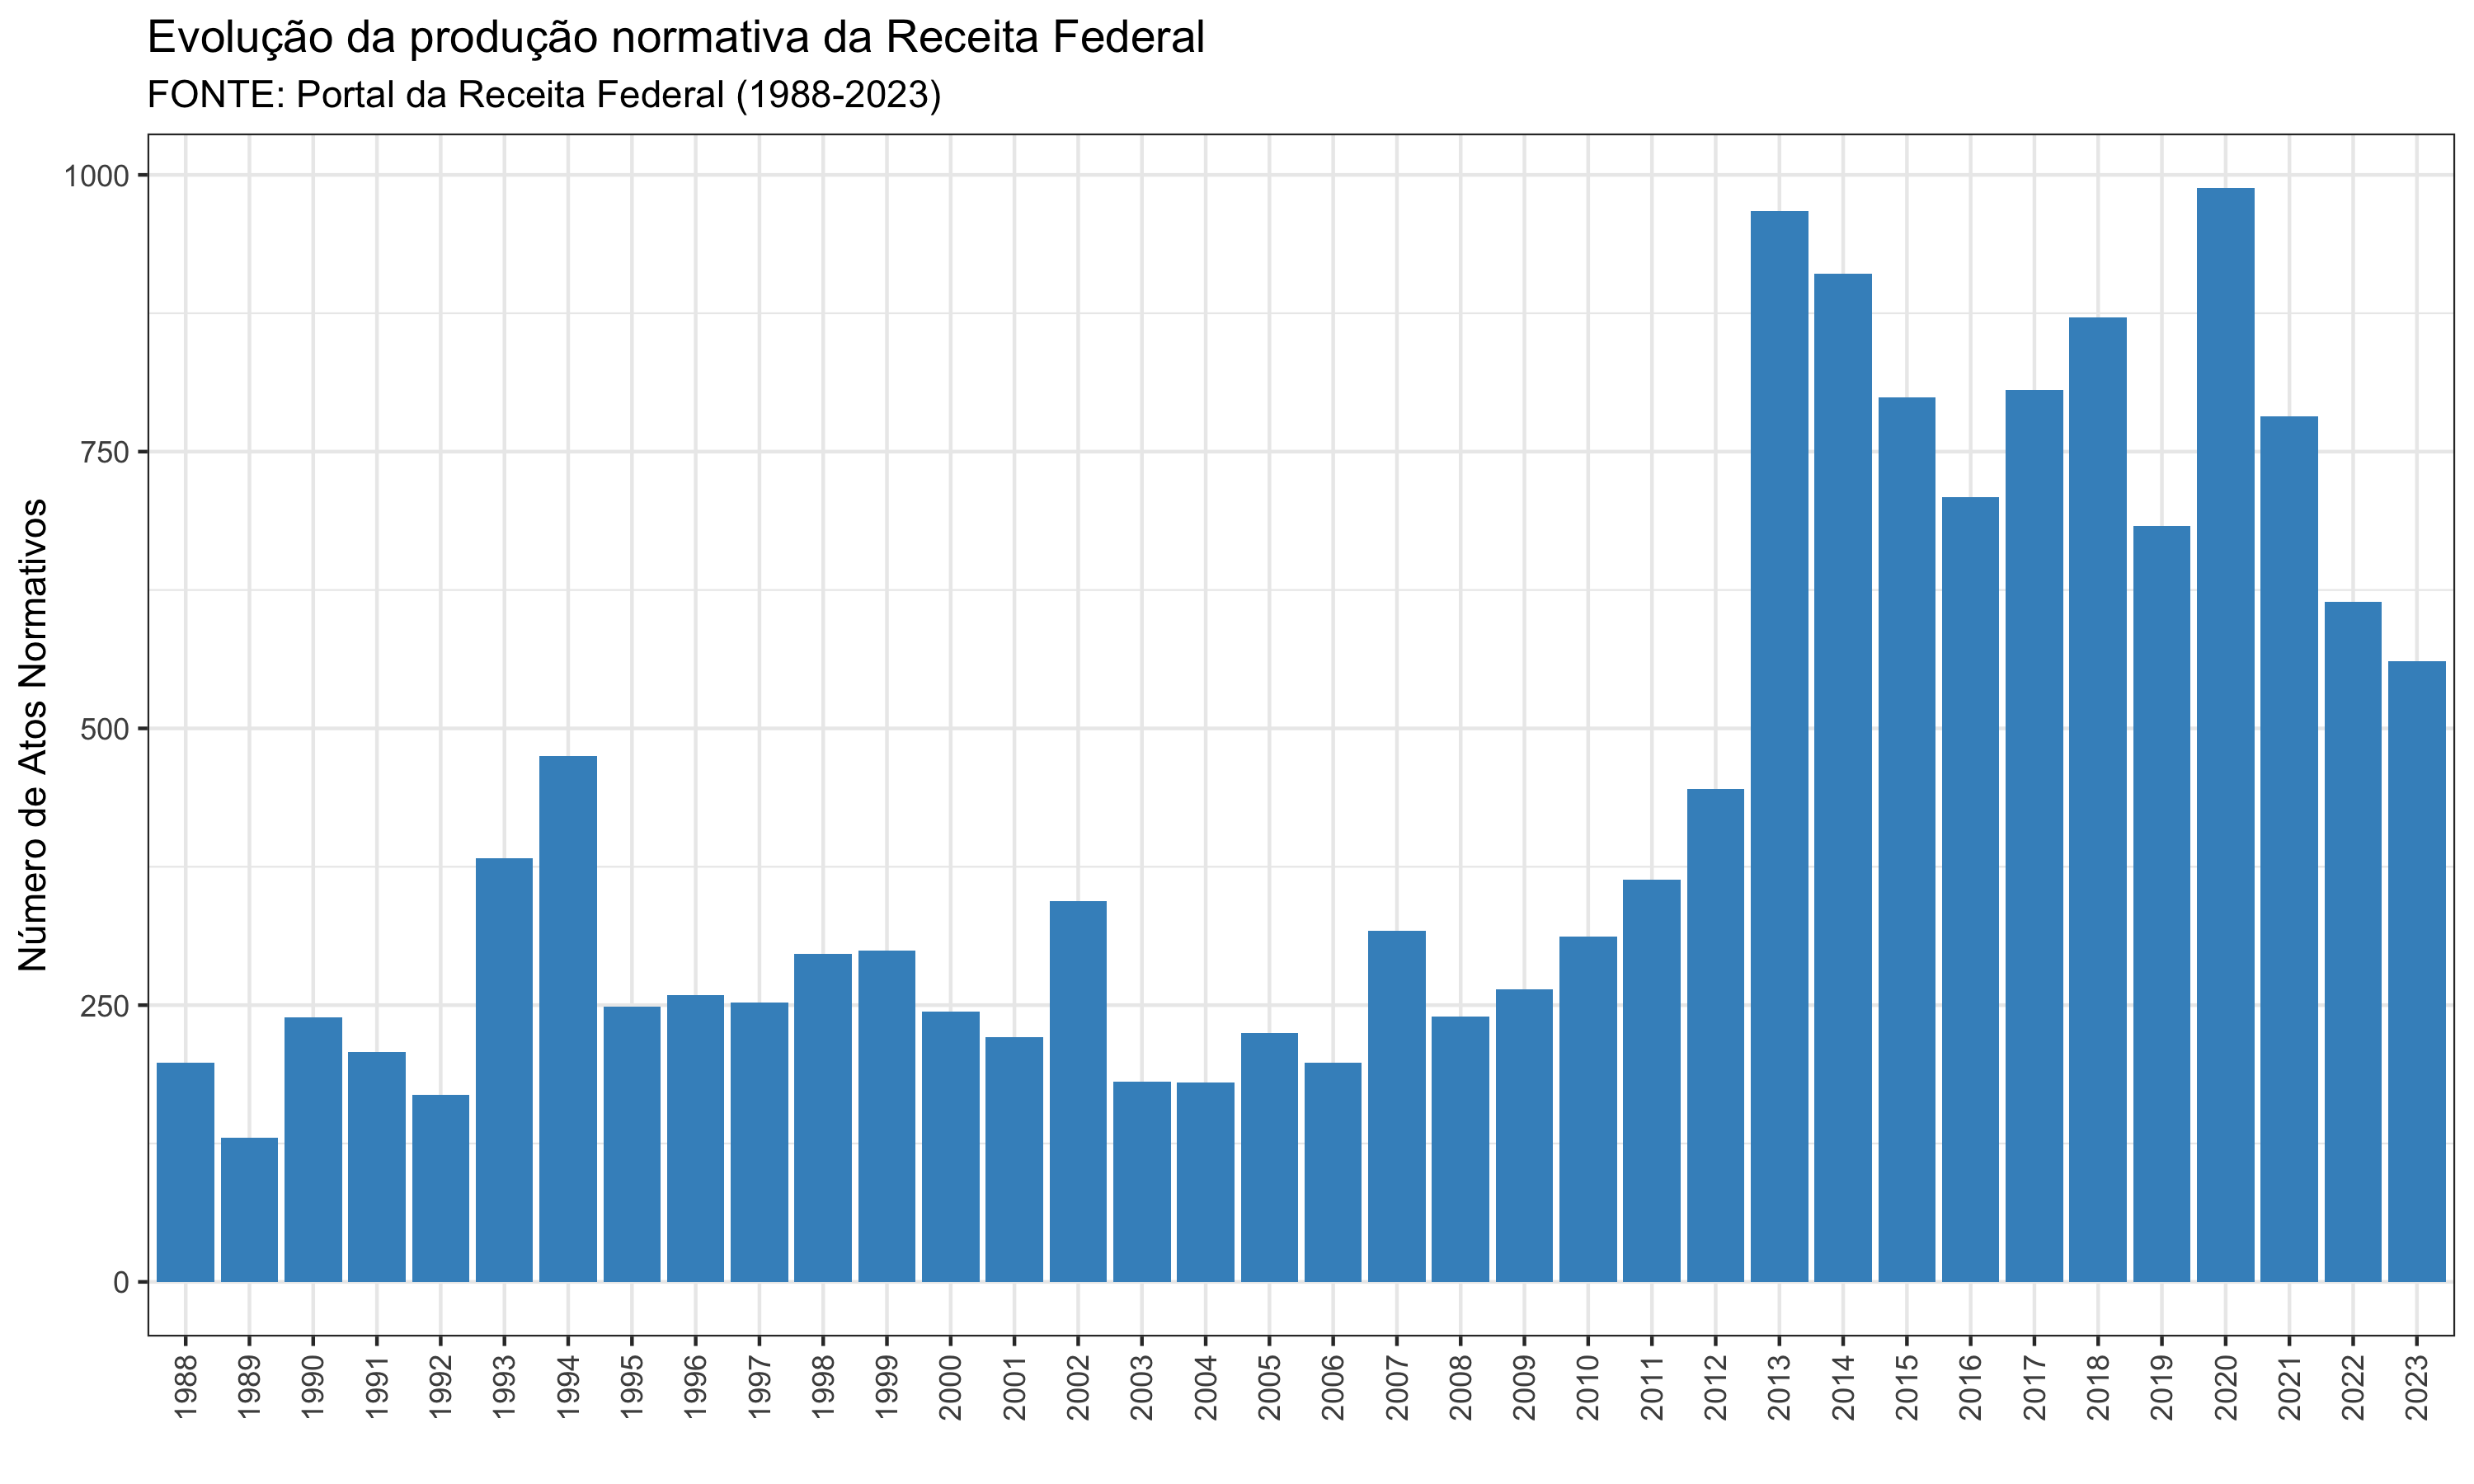 Evolução da produção normativa da Receita Federal
FONTE: Portal da Receita Federal (1988-2023)
Número de Atos Normativos
1000
750
500
250
0
1988 1989 1990 1991 1992 1993 1994 1995 1996 1997 1998 1999 2000 2001 2002 2003 2004 2005 2006 2007 2008 2009 2010 2011 2012 2013 2014 2015 2016 2017 2018 2019 2020 2021 2022 2023